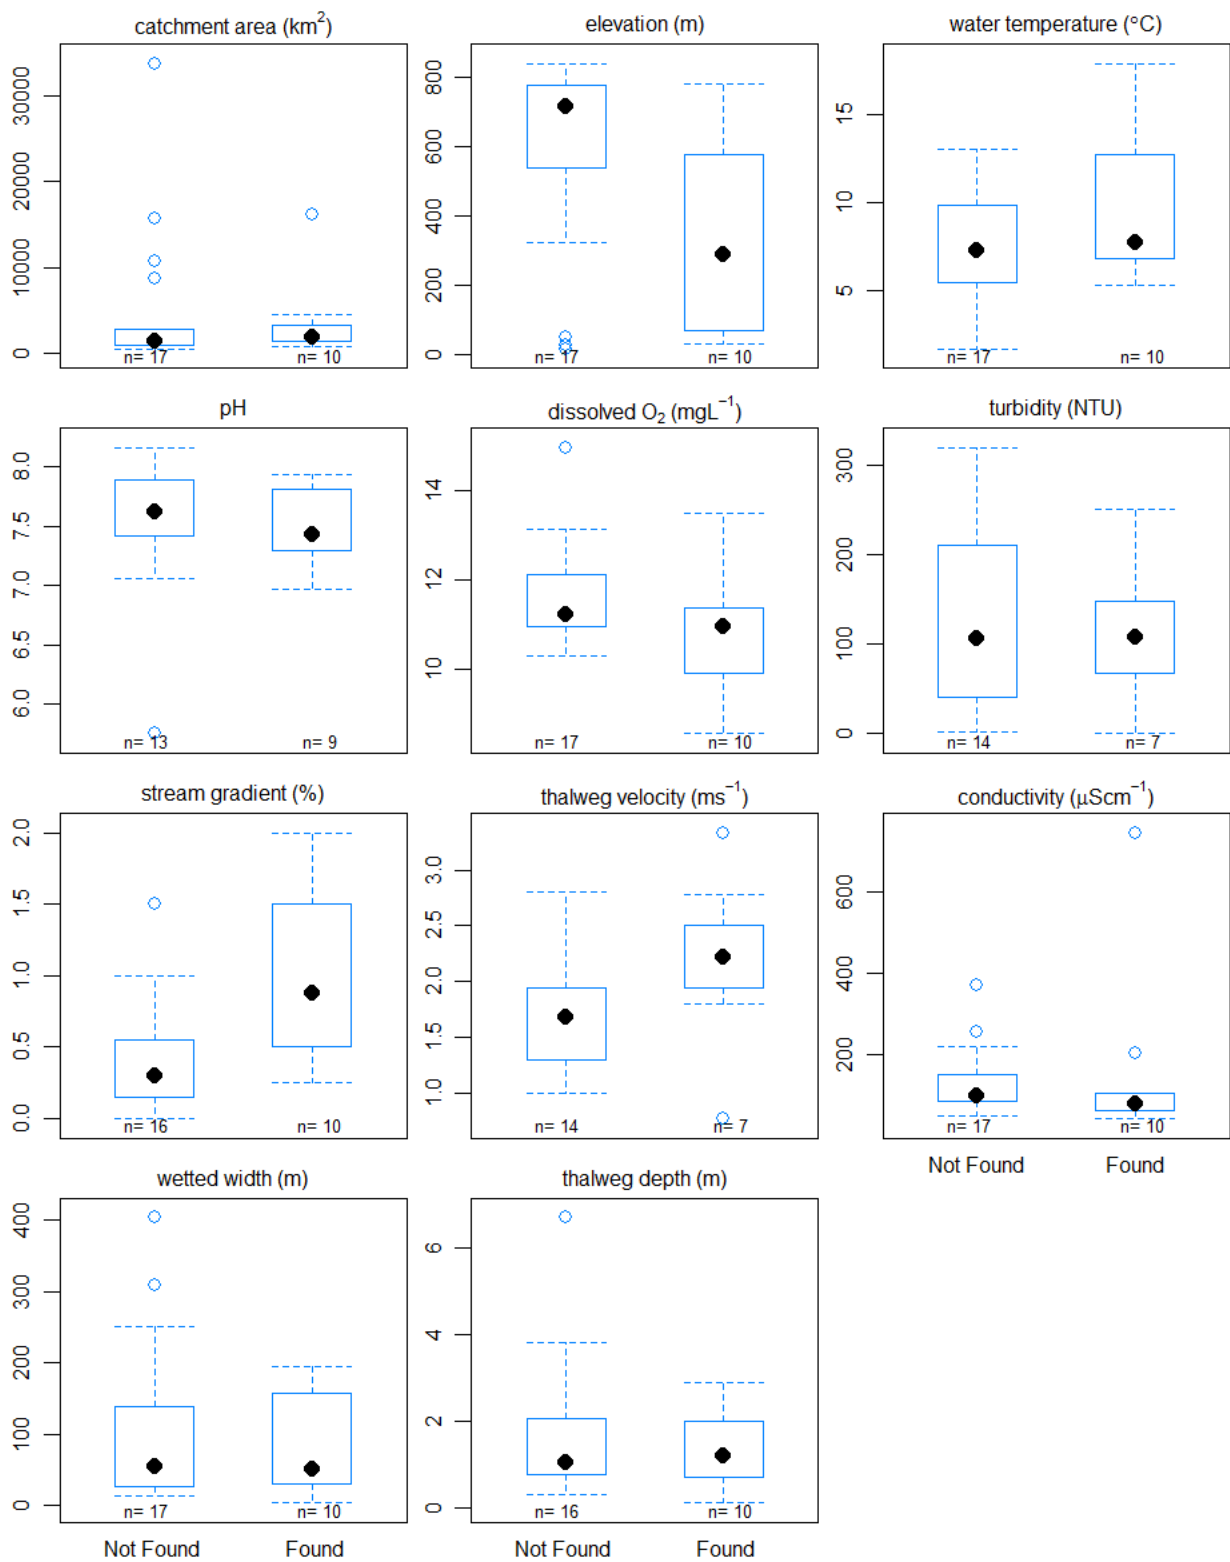 catchment area (km²)
elevation (m)
water temperature (°C)
30000
20000
10000
0
n= 17
n= 10
800
600
400
200
0
n= 17
n= 10
15
10
5
n= 17
n= 10
pH
dissolved O₂ (mgL⁻¹)
turbidity (NTU)
8.0
7.5
7.0
6.5
6.0
n= 13
n= 9
14
12
10
n= 17
n= 10
300
200
100
0
n= 14
n= 7
stream gradient (%)
thalweg velocity (ms⁻¹)
conductivity (μScm⁻¹)
2.0
1.5
1.0
0.5
0.0
n= 16
n= 10
3.0
2.5
2.0
1.5
1.0
n= 14
n= 7
600
400
200
n= 17
n= 10
Not Found
Found
wetted width (m)
thalweg depth (m)
400
300
200
100
0
n= 17
n= 10
6
4
2
0
n= 16
n= 10
Not Found
Found
Not Found
Found